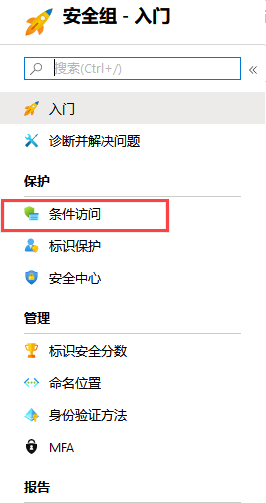 安全组 - 入门
搜索(Ctrl+/)
入门
诊断并解决问题
保护
条件访问
标识保护
安全中心
管理
标识安全分数
命名位置
身份验证方法
MFA
报告